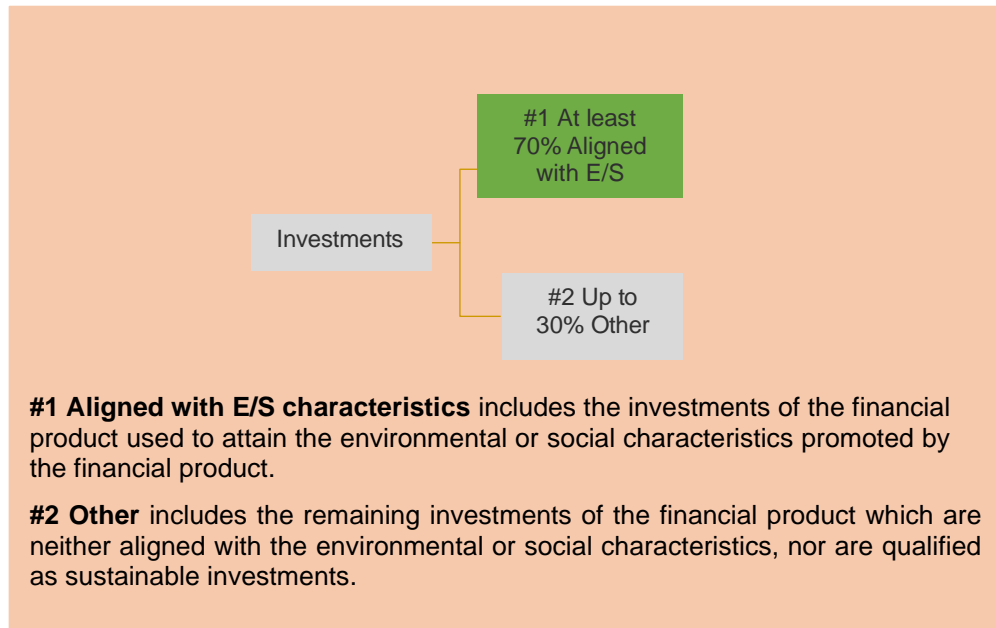 #1 At least
70% Aligned
with E/S
Investments
#2 Up to
30% Other
#1 Aligned with E/S characteristics includes the investments of the financial
product used to attain the environmental or social characteristics promoted by
the financial product.
#2 Other includes the remaining investments of the financial product which are
neither aligned with the environmental or social characteristics, nor are qualified
as sustainable investments.